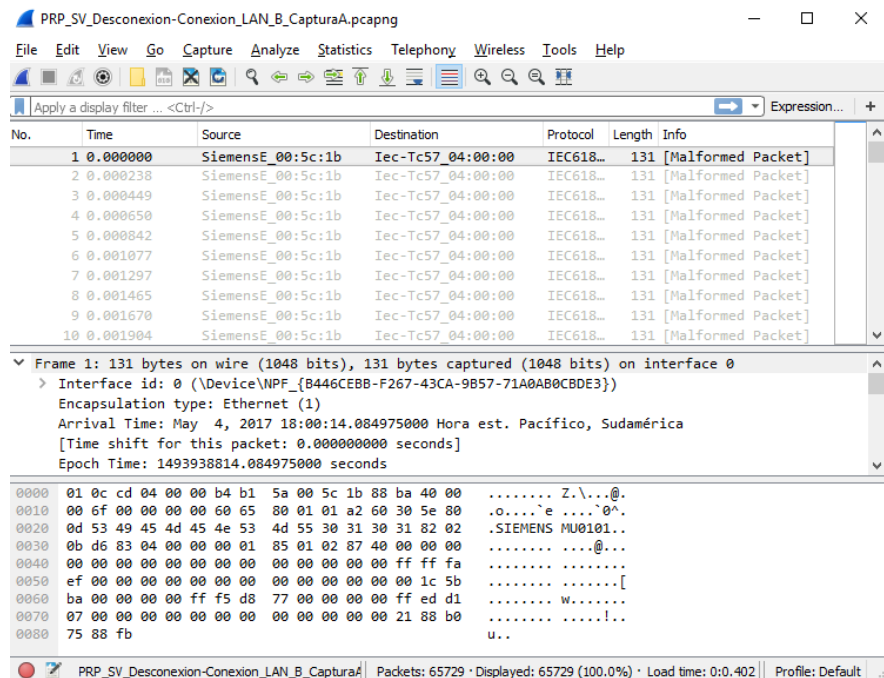 PRP_SV_Desconexion-Conexion_LAN_B_CapturaA.pcapng
File Edit View Go Capture Analyze Statistics Telephony Wireless Tools Help
Apply a display filter ... <Ctrl-/> Expression... +
No. Time Source Destination Protocol Length Info
1 0.000000 SiemensE_00:5c:1b Iec-Tc57_04:00:00 IEC618… 131 [Malformed Packet]
2 0.000238 SiemensE_00:5c:1b Iec-Tc57_04:00:00 IEC618… 131 [Malformed Packet]
3 0.000449 SiemensE_00:5c:1b Iec-Tc57_04:00:00 IEC618… 131 [Malformed Packet]
4 0.000650 SiemensE_00:5c:1b Iec-Tc57_04:00:00 IEC618… 131 [Malformed Packet]
5 0.000842 SiemensE_00:5c:1b Iec-Tc57_04:00:00 IEC618… 131 [Malformed Packet]
6 0.001077 SiemensE_00:5c:1b Iec-Tc57_04:00:00 IEC618… 131 [Malformed Packet]
7 0.001297 SiemensE_00:5c:1b Iec-Tc57_04:00:00 IEC618… 131 [Malformed Packet]
8 0.001465 SiemensE_00:5c:1b Iec-Tc57_04:00:00 IEC618… 131 [Malformed Packet]
9 0.001670 SiemensE_00:5c:1b Iec-Tc57_04:00:00 IEC618… 131 [Malformed Packet]
10 0.001904 SiemensE_00:5c:1b Iec-Tc57_04:00:00 IEC618… 131 [Malformed Packet]
Frame 1: 131 bytes on wire (1048 bits), 131 bytes captured (1048 bits) on interface 0
Interface id: 0 (\Device\NPF_{B446CEBB-F267-43CA-9B57-71A0AB0CBDE3})
Encapsulation type: Ethernet (1)
Arrival Time: May 4, 2017 18:00:14.084975000 Hora est. Pacífico, Sudamérica
[Time shift for this packet: 0.000000000 seconds]
Epoch Time: 1493938814.084975000 seconds
0000 01 0c cd 04 00 00 b4 b1 5a 00 5c 1b 88 ba 40 00 ........ Z.\...@.
0010 00 6f 00 00 00 00 60 65 80 01 01 a2 60 30 5e 80 .o....`e ....`0^.
0020 0d 53 49 45 4d 45 4e 53 4d 55 30 31 30 31 82 02 .SIEMENS MU0101..
0030 0b d6 83 04 00 00 00 01 85 01 02 87 40 00 00 00 ........ ....@...
0040 00 00 00 00 00 00 00 00 00 00 00 00 00 ff ff fa ........ ........
0050 ef 00 00 00 00 00 00 00 00 00 00 00 00 00 1c 5b ........ .......[
0060 ba 00 00 00 00 ff f5 d8 77 00 00 00 00 ff ed d1 ........ w.......
0070 07 00 00 00 00 00 00 00 00 00 00 00 00 21 88 b0 ........ .....!..
0080 75 88 fb u..
PRP_SV_Desconexion-Conexion_LAN_B_CapturaA Packets: 65729 · Displayed: 65729 (100.0%) · Load time: 0:0.402 Profile: Default